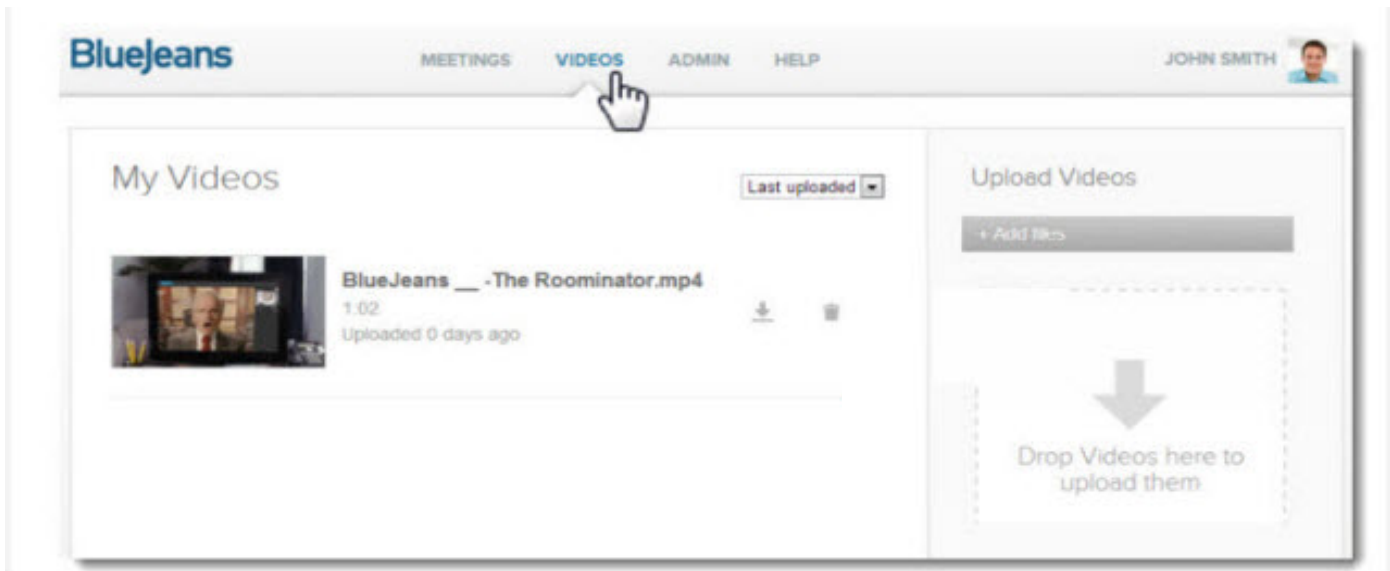 BlueJeans
MEETINGS VIDEOS ADMIN HELP
JOHN SMITH
My Videos
Last uploaded
Upload Videos
+ Add files
BlueJeans __ -The Roominator.mp4
1:02
Uploaded 0 days ago
Drop Videos here to
upload them